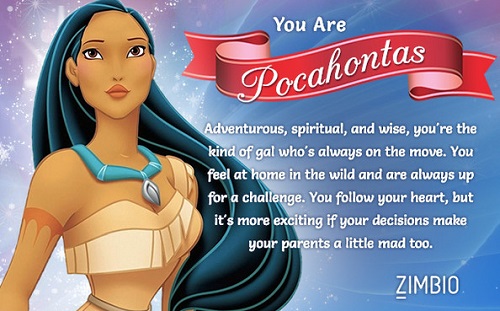 You Are
Pocahontas
Adventurous, spiritual, and wise, you're the
kind of gal who's always on the move. You
feel at home in the wild and are always up
for a challenge. You follow your heart, but
it's more exciting if your decisions make
your parents a little mad too.
ZIMBIO